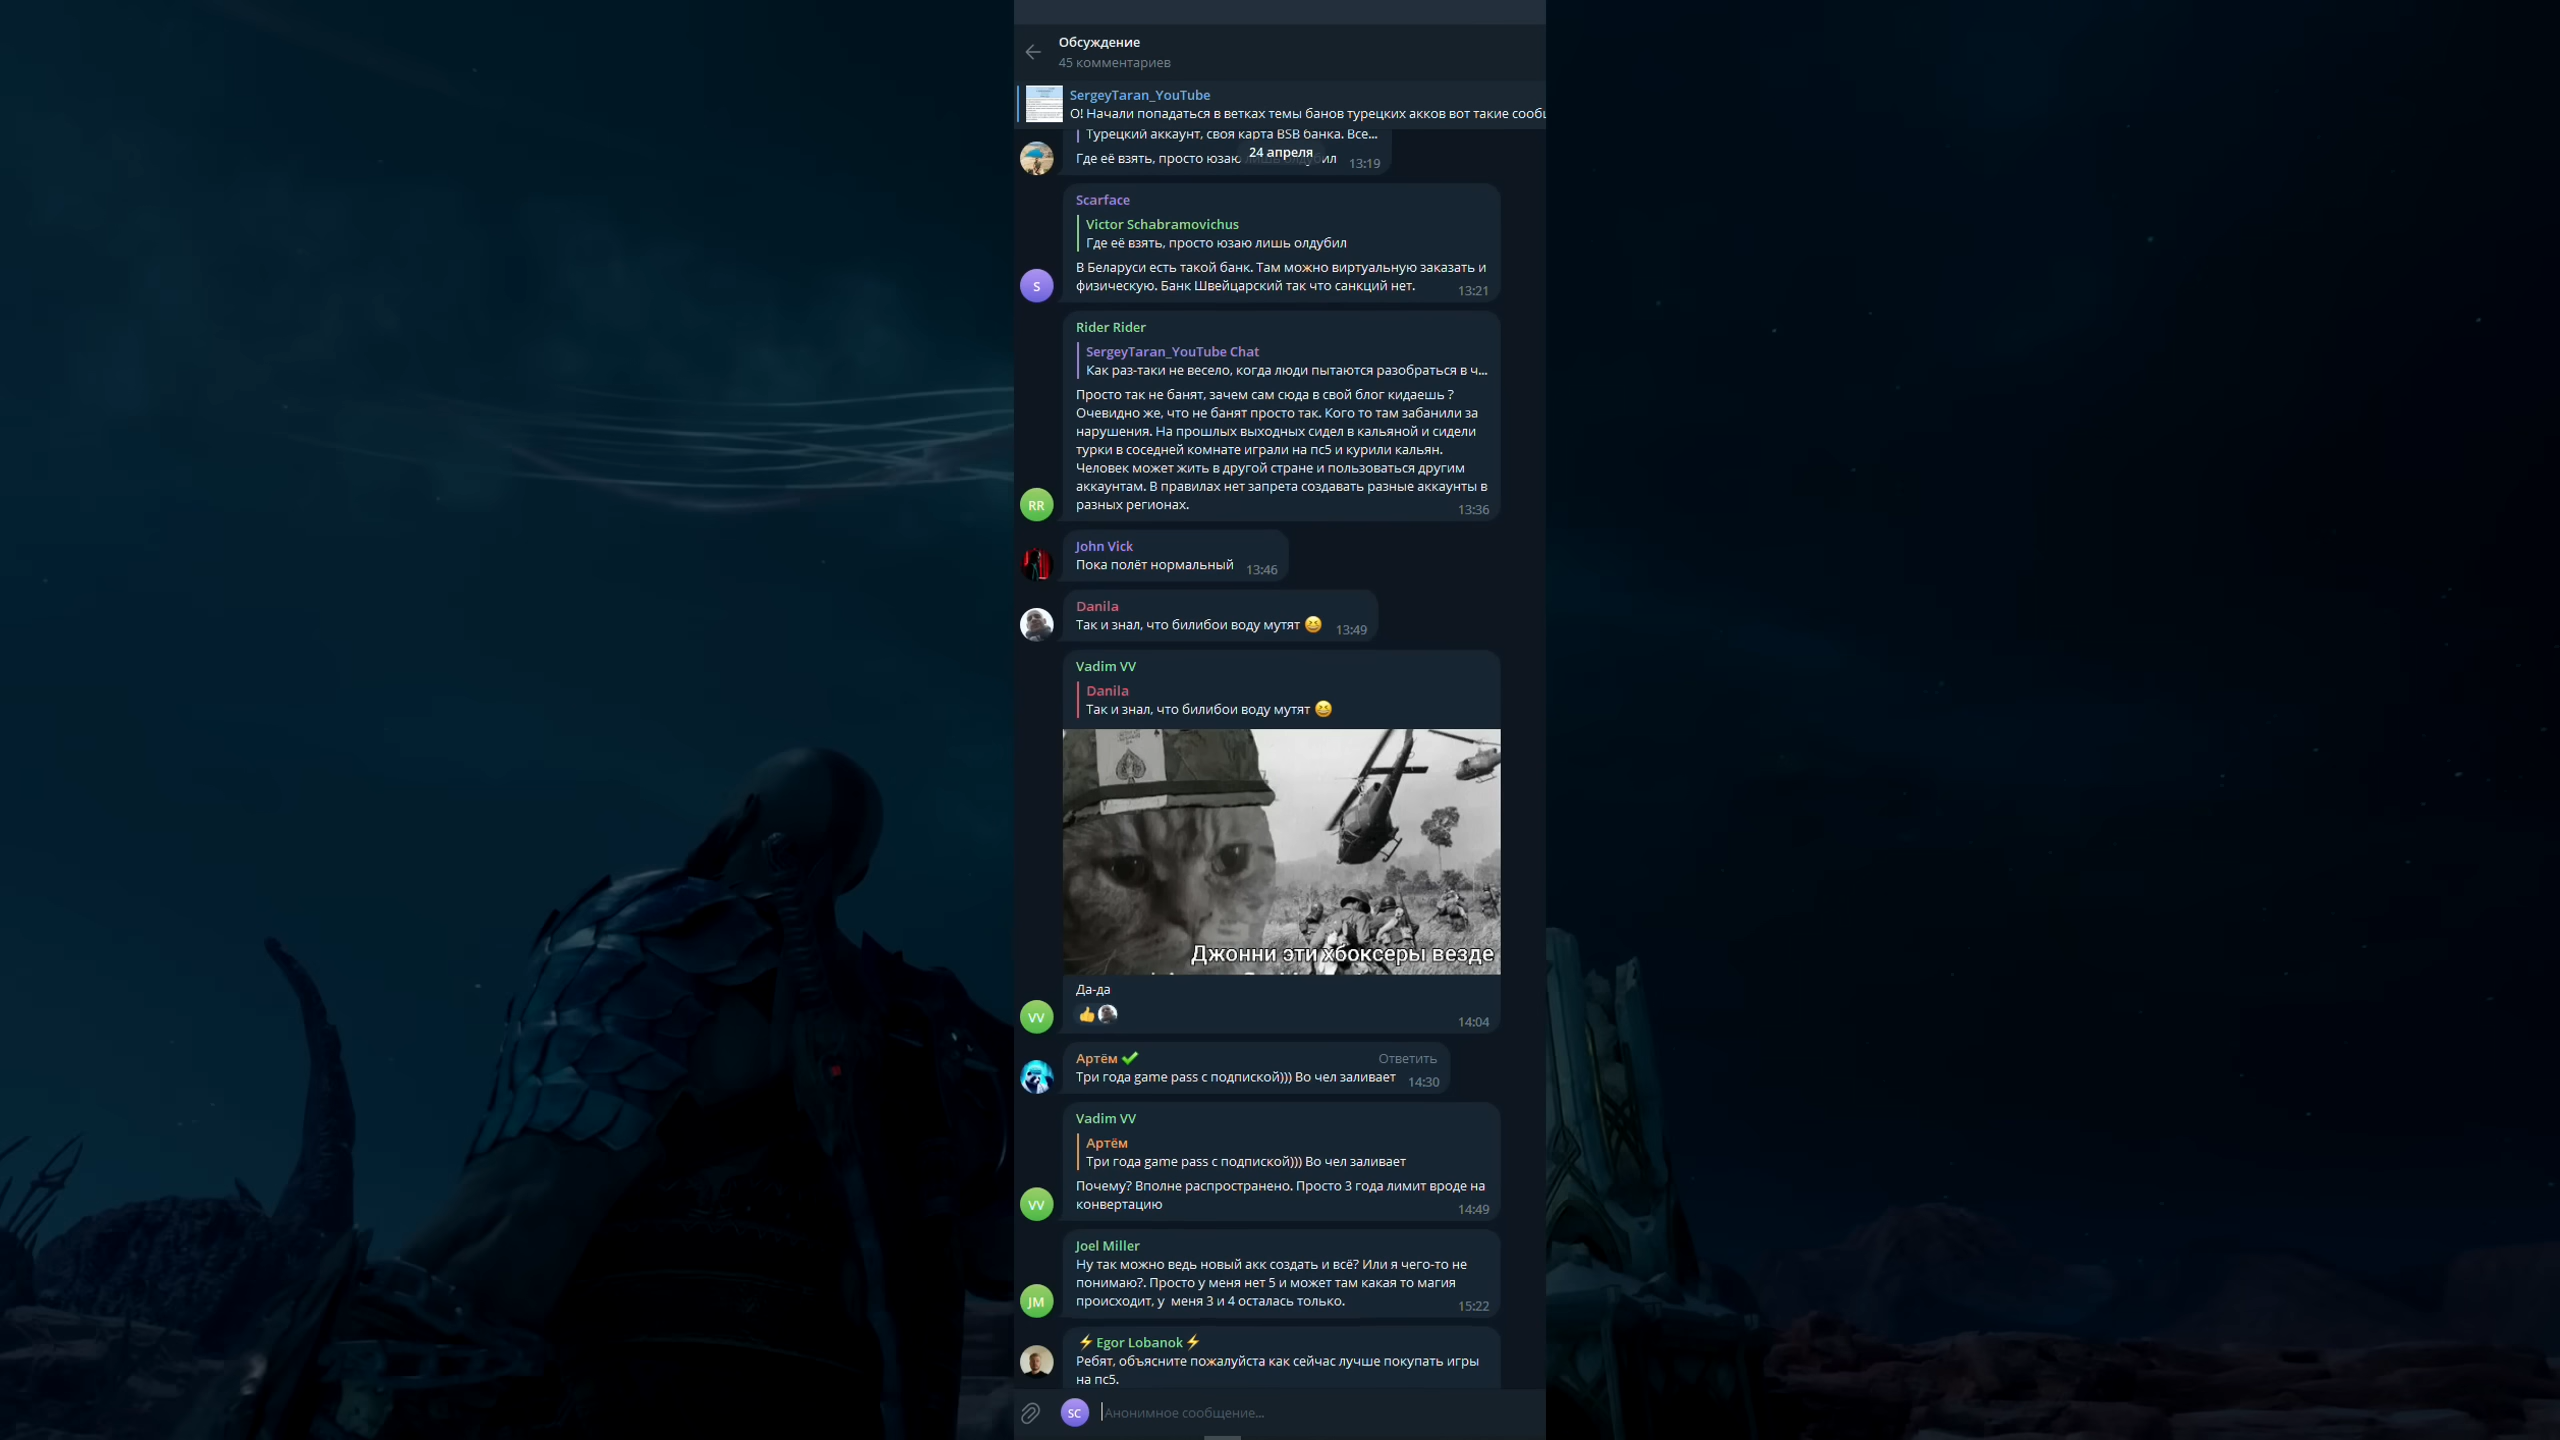 Обсуждение
45 комментариев
SergeyTaran_YouTube
О! Начали попадаться в ветках темы банов турецких акков вот такие
Турецкий аккаунт, своя карта BSB банка. Все...
24 апреля
Где её взять, просто юзаю лишь олдубил 13:19
Scarface
Victor Schabramovichus
Где её взять, просто юзаю лишь олдубил
В Беларуси есть такой банк. Там можно виртуальную заказать и
физическую. Банк Швейцарский так что санкций нет. 13:21
S
Rider Rider
SergeyTaran_YouTube Chat
Как раз-таки не весело, когда люди пытаются разобраться в ч...
Просто так не банят, зачем сам сюда в свой блог кидаешь ?
Очевидно же, что не банят просто так. Кого то там забанили за
нарушения. На прошлых выходных сидел в кальяной и сидели
турки в соседней комнате играли на пс5 и курили кальян.
Человек может жить в другой стране и пользоваться другим
аккаунтам. В правилах нет запрета создавать разные аккаунты в
разных регионах. 13:36
RR
John Vick
Пока полёт нормальный 13:46
Danila
Так и знал, что билибои воду мутят 😆 13:49
Vadim VV
Danila
Так и знал, что билибои воду мутят 😆
Джонни эти хбоксеры везде
Да-да
👍 14:04
VV
Артём ✔ Ответить
Три года game pass с подпиской))) Во чел заливает 14:30
Vadim VV
Артём
Три года game pass с подпиской))) Во чел заливает
Почему? Вполне распространено. Просто 3 года лимит вроде на
конвертацию 14:49
VV
Joel Miller
Ну так можно ведь новый акк создать и всё? Или я чего-то не
понимаю?. Просто у меня нет 5 и может там какая то магия
происходит, у  меня 3 и 4 осталась только. 15:22
JM
⚡Egor Lobanok⚡
Ребят, объясните пожалуйста как сейчас лучше покупать игры
на пс5.
SC
Анонимное сообщение...